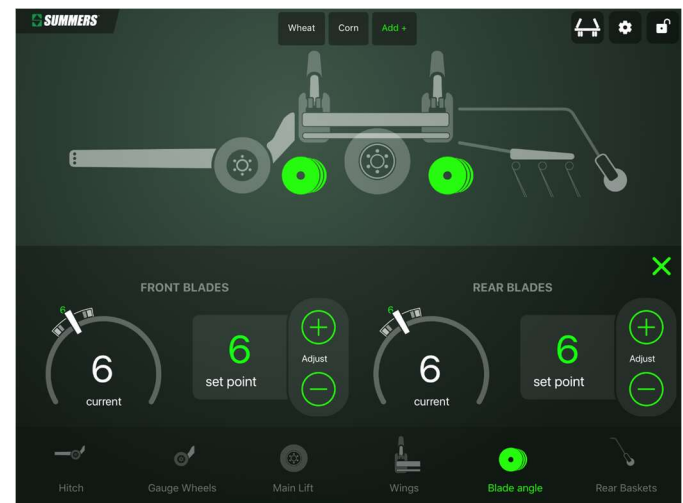 SUMMERS
Wheat Corn Add +
FRONT BLADES
REAR BLADES
6
6
6
current
6
set point
Adjust
6
current
6
set point
Adjust
Hitch Gauge Wheels Main Lift Wings Blade angle Rear Baskets